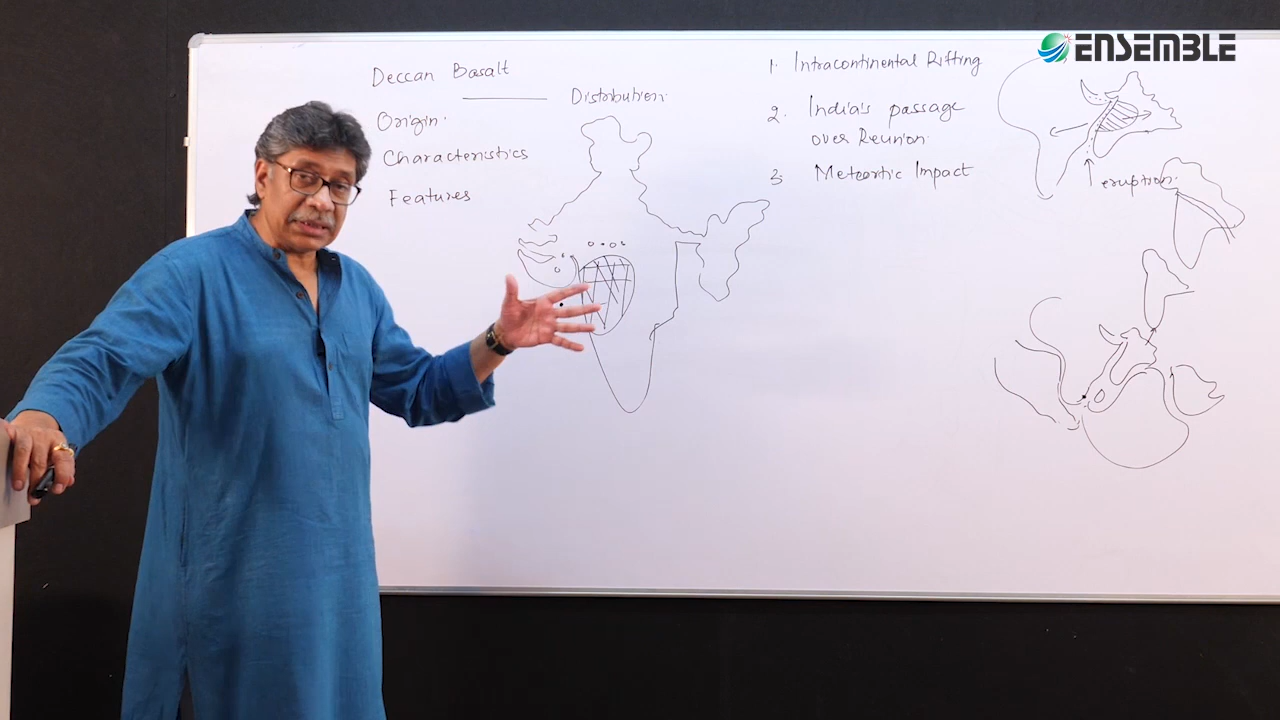 ENSEMBLE
Deccan Basalt
Distribution.
Origin.
Characteristics
Features
1. Intracontinental Rifting
2. India's passage
over Reunion.
3 Meteoritic Impact
eruption.